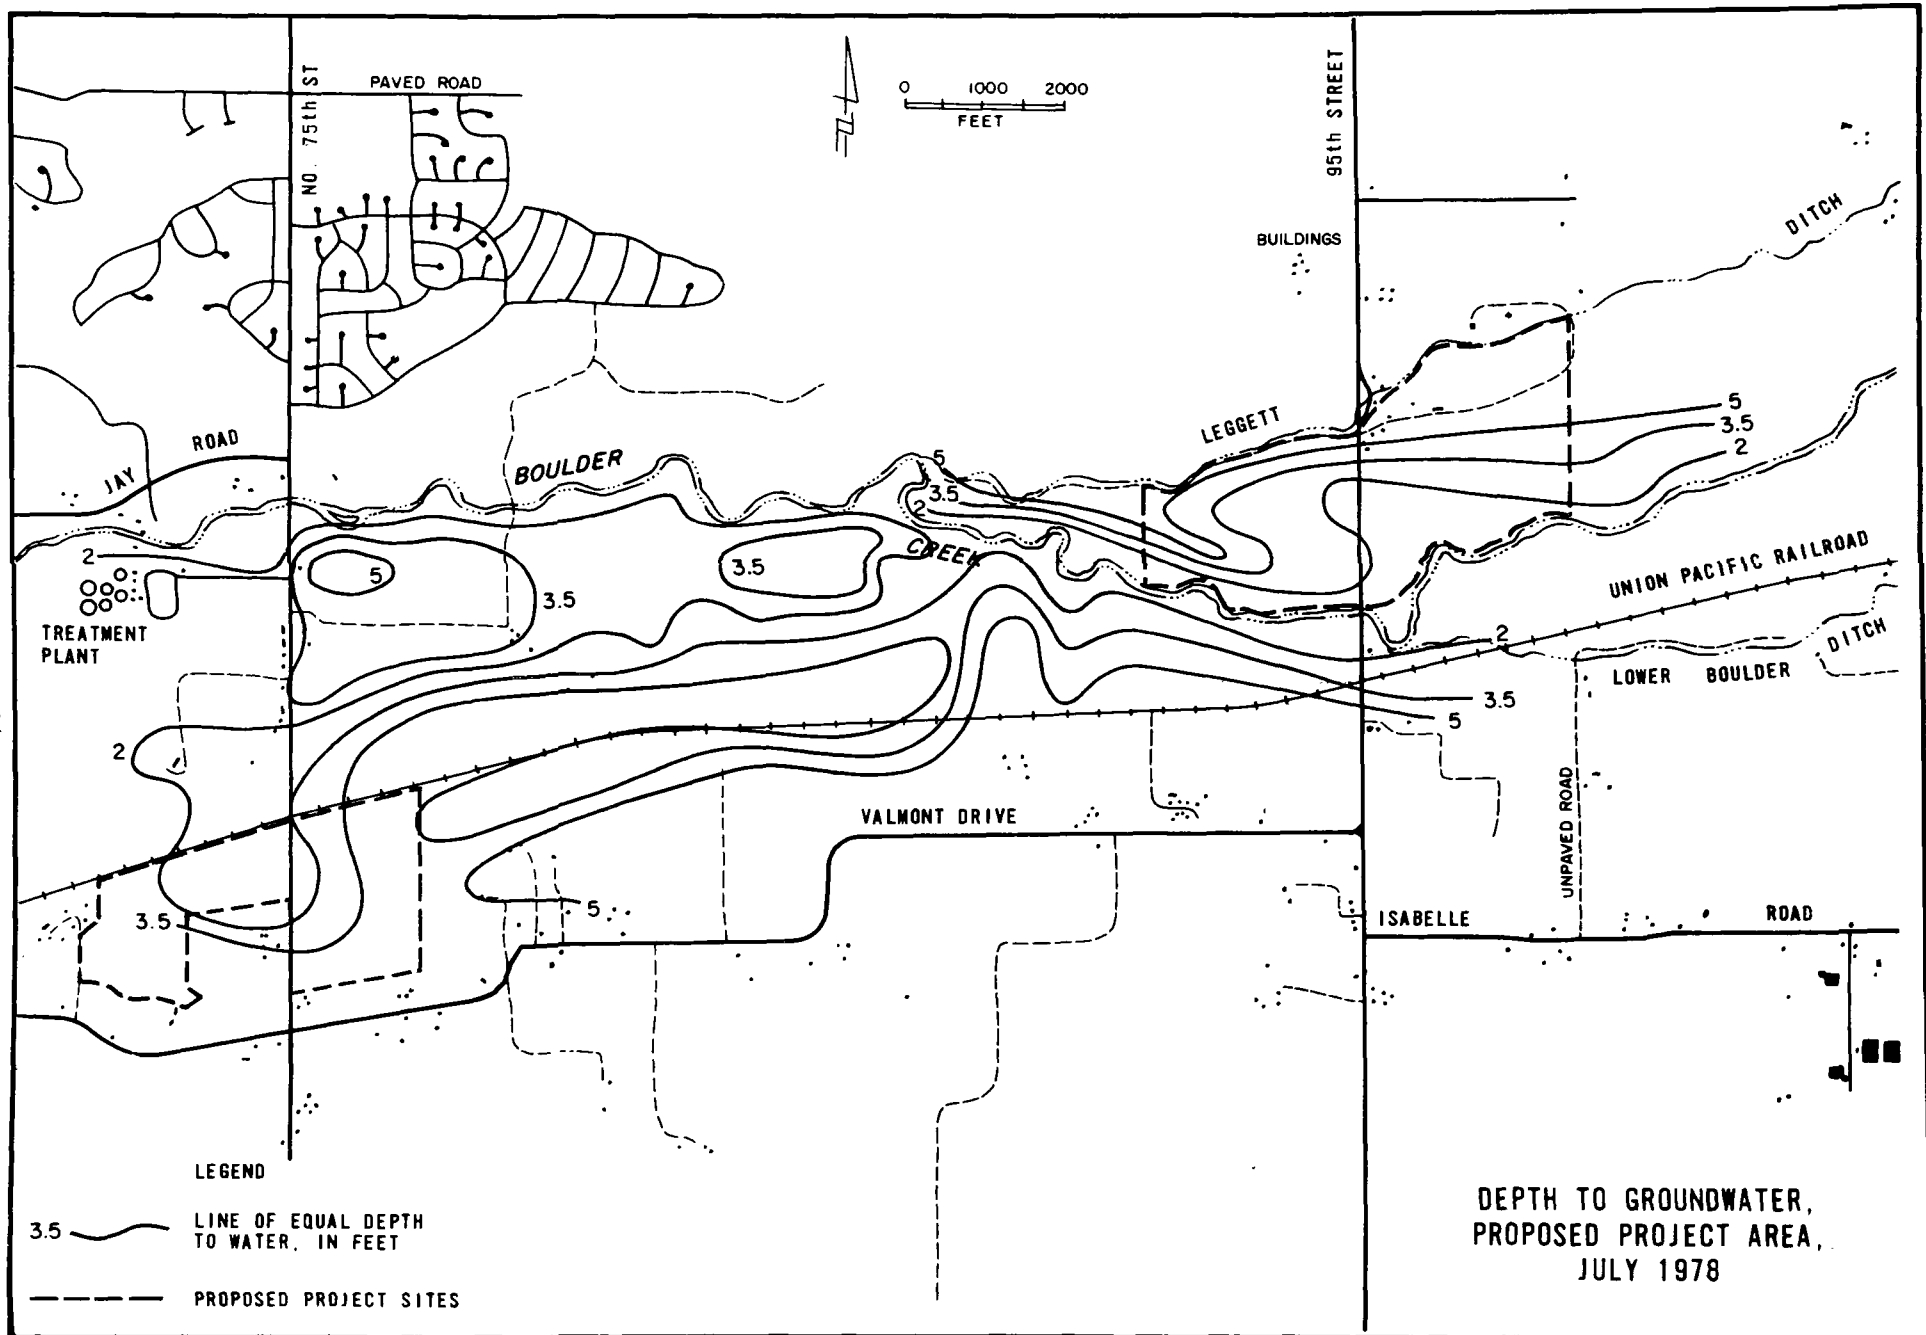 PAVED ROAD
NO. 75th ST
0 1000 2000
FEET
95th STREET
BUILDINGS
DITCH
JAY ROAD
BOULDER
LEGGETT
5
3.5
2
5
3.5
2
CREEK
2
5
3.5
3.5
TREATMENT
PLANT
UNION PACIFIC RAILROAD
2
DITCH
LOWER BOULDER
3.5
5
2
VALMONT DRIVE
UNPAVED ROAD
3.5
5
ISABELLE ROAD
LEGEND
3.5 LINE OF EQUAL DEPTH
TO WATER, IN FEET
PROPOSED PROJECT SITES
DEPTH TO GROUNDWATER,
PROPOSED PROJECT AREA,
JULY 1978